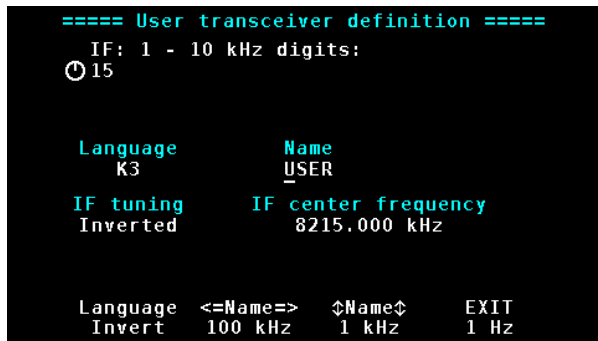 ===== User transceiver definition =====
IF: 1 - 10 kHz digits:
15
Language Name
K3 USER
IF tuning IF center frequency
Inverted 8215.000 kHz
Language <=Name=> ↕Name↕ EXIT
Invert 100 kHz 1 kHz 1 Hz